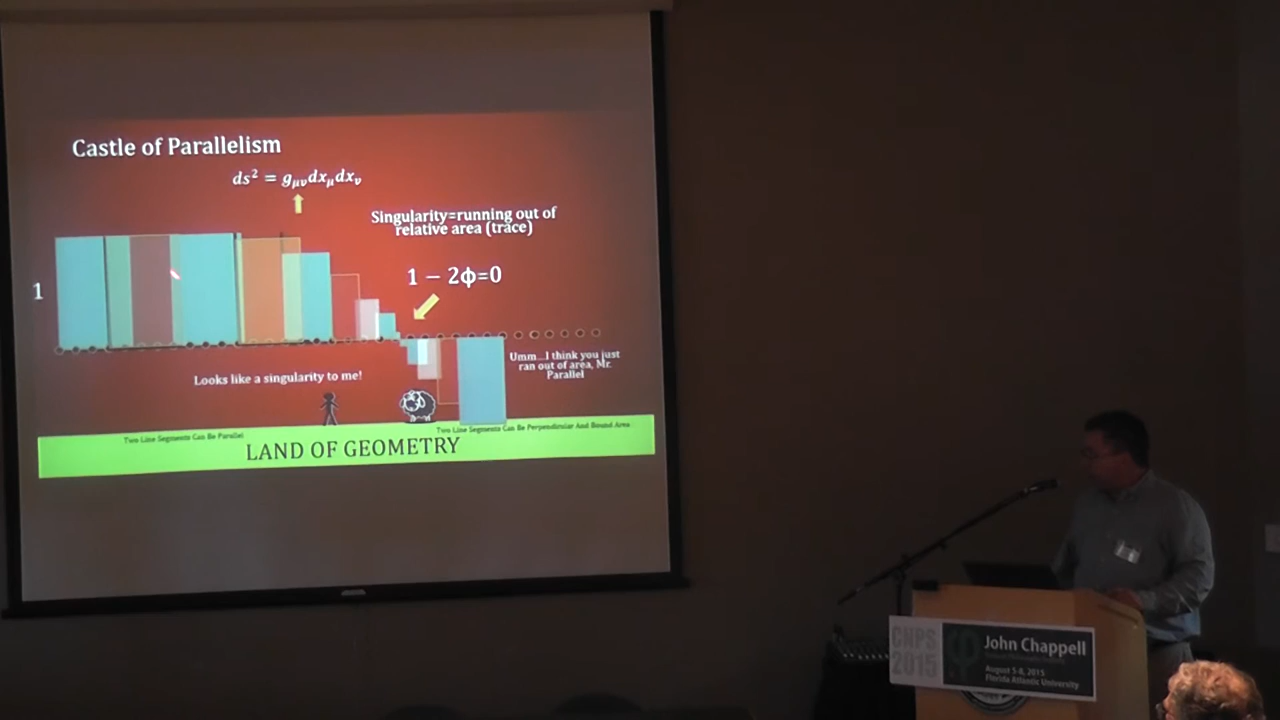 Castle of Parallelism
ds² = gμνdxμdxν
Singularity=running out of
relative area (trace)
1 − 2ϕ=0
1
Umm...I think you just
ran out of area, Mr.
Parallel
Looks like a singularity to me!
Two Line Segments Can Be Parallel
Two Line Segments Can Be Perpendicular And Bound Area
LAND OF GEOMETRY
CNPS
2015
John Chappell
August 5-8, 2015
Florida Atlantic University